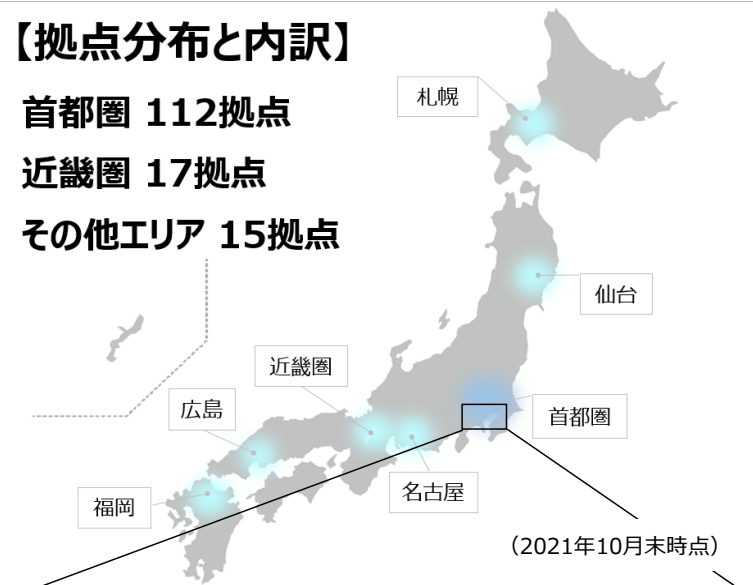 【拠点分布と内訳】
首都圏 112拠点
近畿圏 17拠点
その他エリア 15拠点
札幌
仙台
近畿圏
広島
首都圏
名古屋
福岡
（2021年10月末時点）